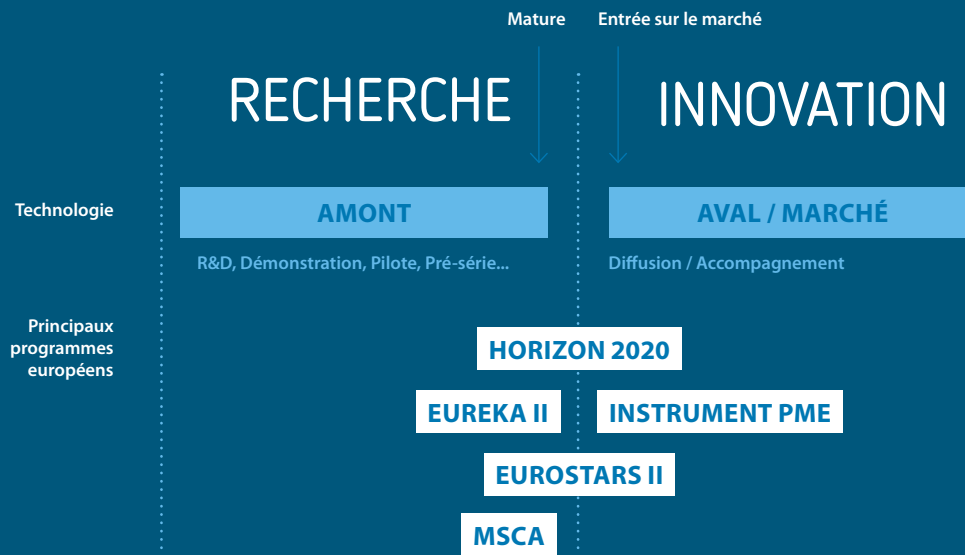 Mature
Entrée sur le marché
RECHERCHE
INNOVATION
Technologie
AMONT
AVAL / MARCHÉ
R&D, Démonstration, Pilote, Pré-série...
Diffusion / Accompagnement
Principaux
programmes
européens
HORIZON 2020
EUREKA II
INSTRUMENT PME
EUROSTARS II
MSCA